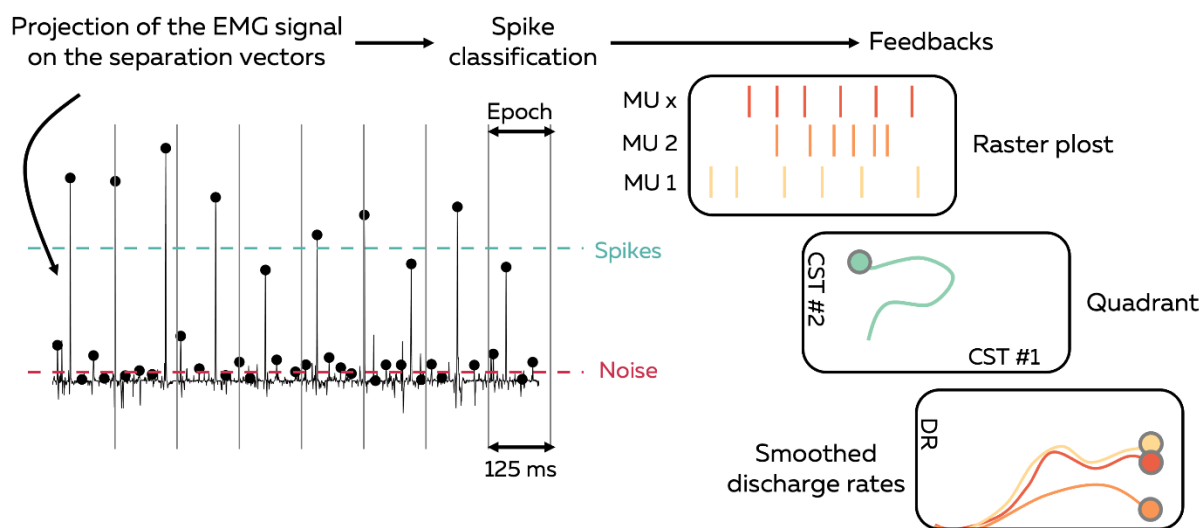 Projection of the EMG signal
on the separation vectors
Spike
classification
Feedbacks
Epoch
MU x
MU 2
MU 1
Raster plost
Spikes
CST #2
CST #1
Quadrant
Noise
125 ms
DR
Smoothed
discharge rates